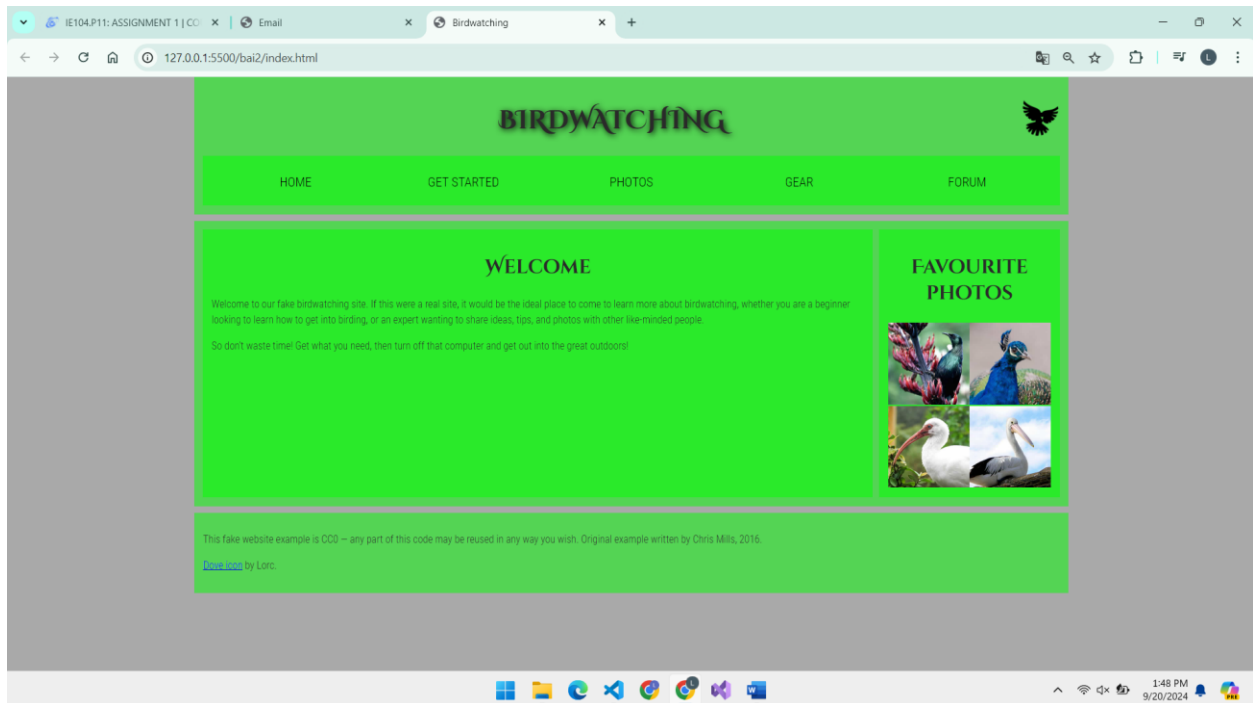 IE104.P11: ASSIGNMENT 1 | CO
Email
Birdwatching
127.0.0.1:5500/bai2/index.html
L
BIRDWATCHING
HOME GET STARTED PHOTOS GEAR FORUM
WELCOME
Welcome to our fake birdwatching site. If this were a real site, it would be the ideal place to come to learn more about birdwatching, whether you are a beginner
looking to learn how to get into birding, or an expert wanting to share ideas, tips, and photos with other like-minded people.
So don't waste time! Get what you need, then turn off that computer and get out into the great outdoors!
FAVOURITE
PHOTOS
This fake website example is CC0 — any part of this code may be reused in any way you wish. Original example written by Chris Mills, 2016.
Dove icon by Lorc.
1:48 PM
9/20/2024
PRE